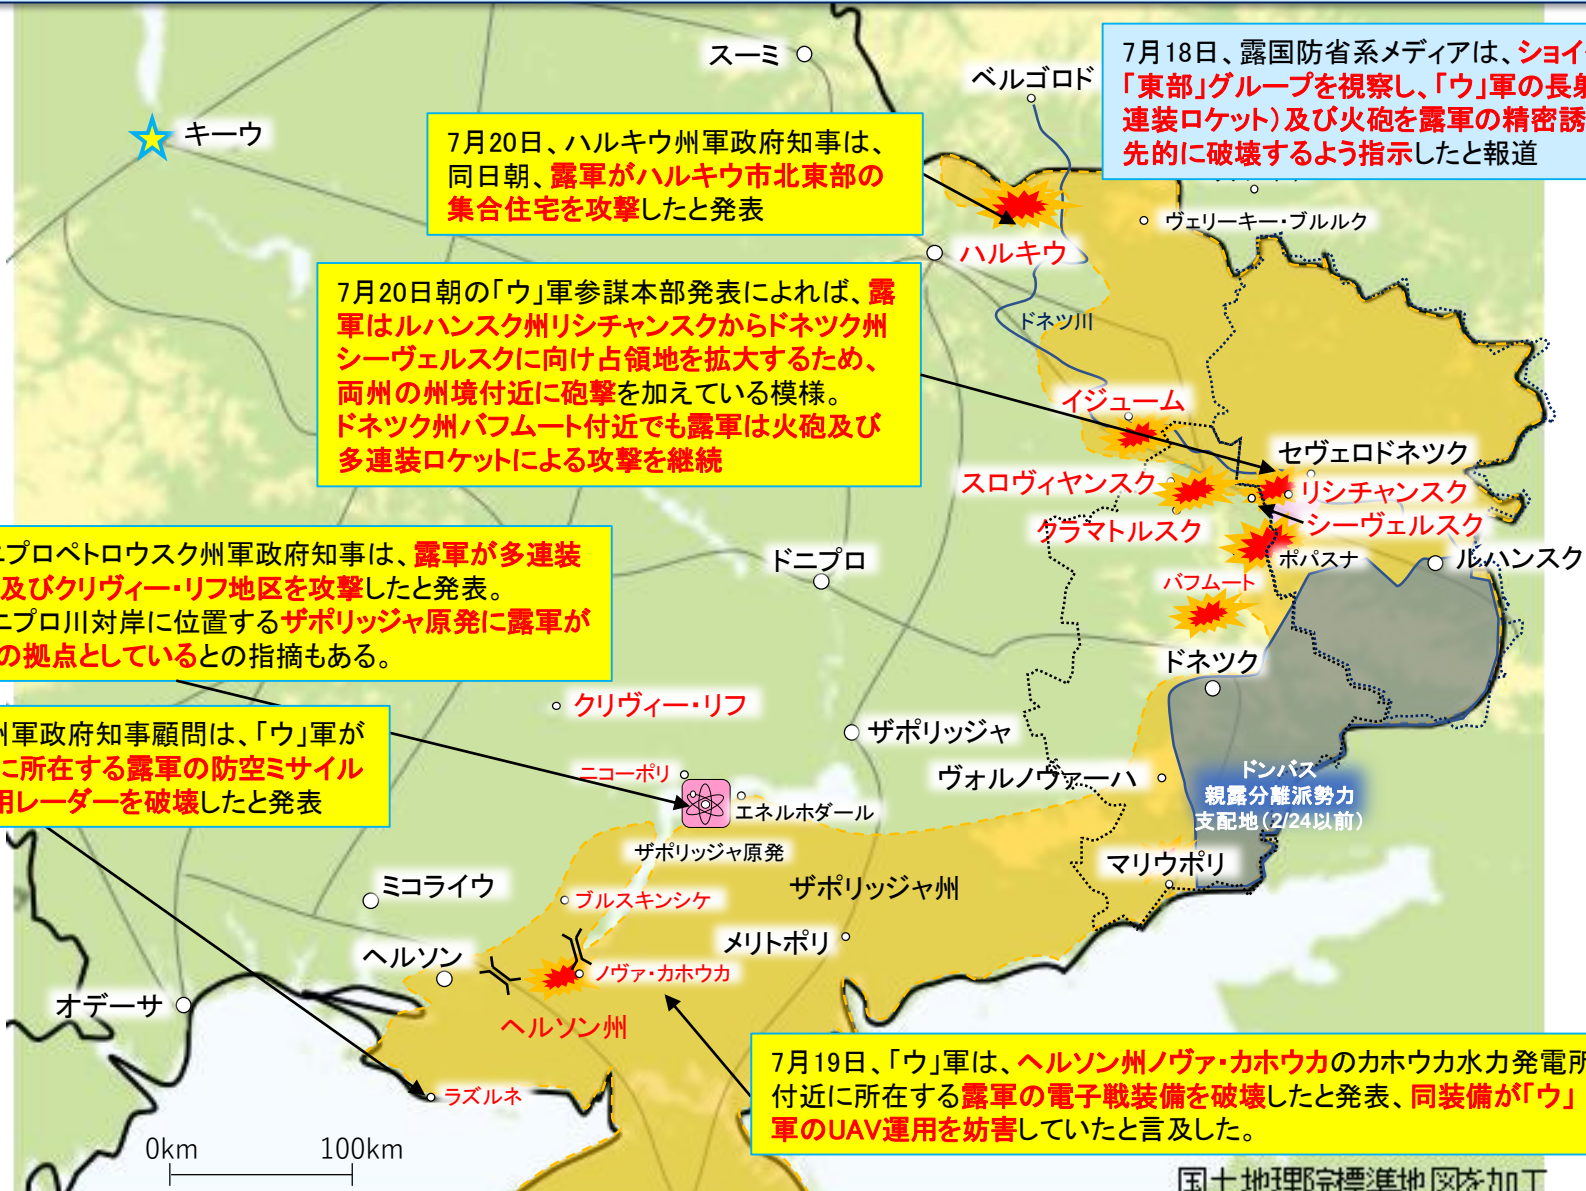 7月18日、露国防省系メディアは、ショイ
「東部」グループを視察し、「ウ」軍の長射
連装ロケット）及び火砲を露軍の精密誘
先的に破壊するよう指示したと報道
スーミ
ベルゴロド
キーウ
7月20日、ハルキウ州軍政府知事は、
同日朝、露軍がハルキウ市北東部の
集合住宅を攻撃したと発表
ヴェリーキー・ブルルク
ハルキウ
7月20日朝の「ウ」軍参謀本部発表によれば、露
軍はルハンスク州リシチャンスクからドネツク州
シーヴェルスクに向け占領地を拡大するため、
両州の州境付近に砲撃を加えている模様。
ドネツク州バフムート付近でも露軍は火砲及び
多連装ロケットによる攻撃を継続
ドネツ川
イジューム
セヴェロドネツク
スロヴィヤンスク
リシチャンスク
シーヴェルスク
クラマトルスク
ポパスナ
ルハンスク
バフムート
ドニプロ
ニプロペトロウスク州軍政府知事は、露軍が多連装
及びクリヴィー・リフ地区を攻撃したと発表。
ニプロ川対岸に位置するザポリッジャ原発に露軍が
の拠点としているとの指摘もある。
ドネツク
クリヴィー・リフ
ザポリッジャ
州軍政府知事顧問は、「ウ」軍が
に所在する露軍の防空ミサイル
用レーダーを破壊したと発表
ニコーポリ
エネルホダール
ザポリッジャ原発
ヴォルノヴァーハ
ドンバス
親露分離派勢力
支配地（2/24以前）
マリウポリ
ミコライウ
ブルスキンシケ
ザポリッジャ州
メリトポリ
ヘルソン
ノヴァ・カホウカ
オデーサ
ヘルソン州
ラズルネ
7月19日、「ウ」軍は、ヘルソン州ノヴァ・カホウカのカホウカ水力発電所
付近に所在する露軍の電子戦装備を破壊したと発表、同装備が「ウ」
軍のUAV運用を妨害していたと言及した。
0km 100km
国土地理院標準地図を加工